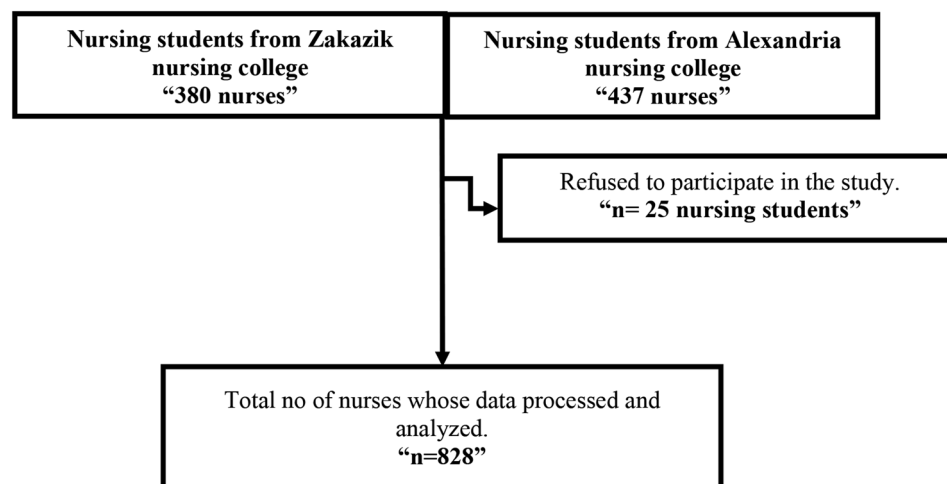 Nursing students from Zakazik
nursing college
“380 nurses”
Nursing students from Alexandria
nursing college
“437 nurses”
Refused to participate in the study.
“n= 25 nursing students”
Total no of nurses whose data processed and
analyzed.
“n=828”